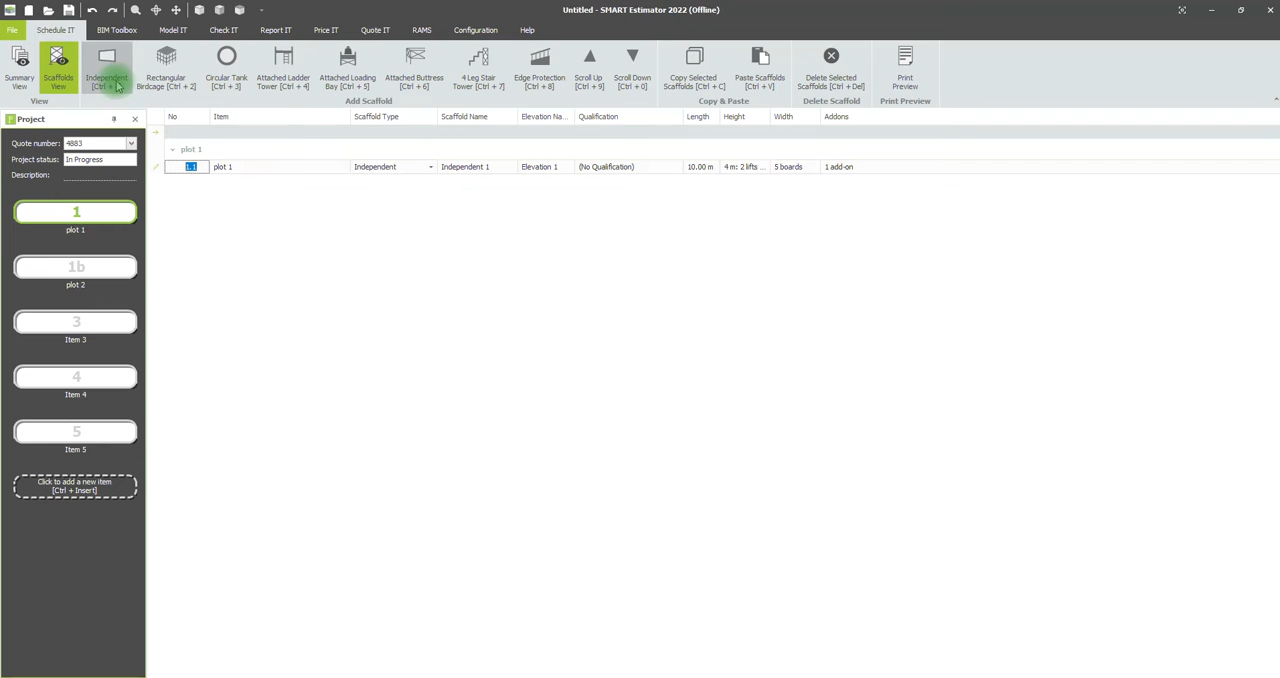 Untitled - SMART Estimator 2022 (Offline)
File Schedule IT BIM Toolbox Model IT Check IT Report IT Price IT Quote IT RAMS Configuration Help
Summary View
Scaffolds View
Independent [Ctrl +
Rectangular Birdcage [Ctrl + 2]
Circular Tank [Ctrl + 3]
Attached Ladder Tower [Ctrl + 4]
Attached Loading Bay [Ctrl + 5]
Attached Buttress [Ctrl + 6]
4 Leg Stair Tower [Ctrl + 7]
Edge Protection [Ctrl + 8]
Scroll Up [Ctrl + 9]
Scroll Down [Ctrl + 0]
Copy Selected Scaffolds [Ctrl + C]
Paste Scaffolds [Ctrl + V]
Delete Selected Scaffolds [Ctrl + Del]
Print Preview
View Add Scaffold Copy & Paste Delete Scaffold Print Preview
Project
Quote number: 4883
Project status: In Progress
Description:
1
plot 1
1b
plot 2
3
Item 3
4
Item 4
5
Item 5
Click to add a new item
[Ctrl + Insert]
No Item Scaffold Type Scaffold Name Elevation Na... Qualification Length Height Width Addons
plot 1
1.1 plot 1 Independent Independent 1 Elevation 1 (No Qualification) 10.00 m 4 m: 2 lifts ... 5 boards 1 add-on